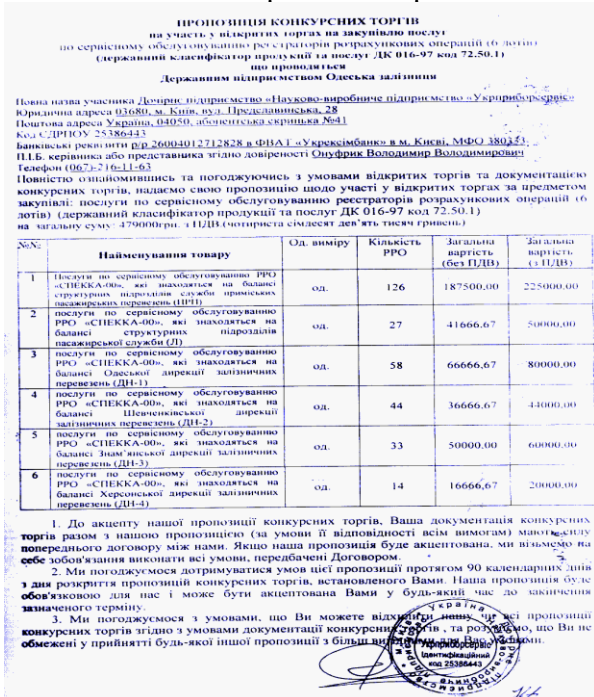 ПРОПОЗИЦІЯ КОНКУРСНИХ ТОРГІВ
на участь у відкритих торгах на закупівлю послуг
по сервісному обслуговуванню реєстраторів розрахункових операцій (6 лотів)
(державний класифікатор продукції та послуг ДК 016-97 код 72.50.1)
що проводяться
Державним підприємством Одеська залізниця
Повна назва учасника Дочірнє підприємство «Науково-виробниче підприємство «Укрприборсервіс»
Юридична адреса 03680, м. Київ, вул. Предславинська, 28
Поштова адреса Україна, 04050, абонентська скринька №41
Код ЄДРПОУ 25386443
Банківські реквізити р/р 26004012712828 в ФВАТ «Укрексімбанк» в м. Києві, МФО 380333
П.І.Б. керівника або представника згідно довіреності Онуфрик Володимир Володимирович
Телефон (067)-216-11-63
Повністю ознайомившись та погоджуючись з умовами відкритих торгів та документацією
конкурсних торгів, надаємо свою пропозицію щодо участі у відкритих торгах за предметом
закупівлі: послуги по сервісному обслуговуванню реєстраторів розрахункових операцій (6
лотів) (державний класифікатор продукції та послуг ДК 016-97 код 72.50.1)
на загальну суму: 479000грн. з ПДВ.(чотириста сімдесят дев'ять тисяч гривень)
№№ Найменування товару Од. виміру Кількість РРО Загальна вартість (без ПДВ) Загальна вартість (з ПДВ)
1 Послуги по сервісному обслуговуванню РРО
«СПЕККА-00», які знаходяться на балансі
структурних підрозділів служби приміських
пасажирських перевезень (НРП) од. 126 187500,00 225000,00
2 послуги по сервісному обслуговуванню
РРО «СПЕККА-00», які знаходяться на
балансі структурних підрозділів
пасажирської служби (Л) од. 27 41666,67 50000,00
3 послуги по сервісному обслуговуванню
РРО «СПЕККА-00», які знаходяться на
балансі Одеської дирекції залізничних
перевезень (ДН-1) од. 58 66666,67 80000,00
4 послуги по сервісному обслуговуванню
РРО «СПЕККА-00», які знаходяться на
балансі Шевченківської дирекції
залізничних перевезень (ДН-2) од. 44 36666,67 44000,00
5 послуги по сервісному обслуговуванню
РРО «СПЕККА-00», які знаходяться на
балансі Знам'янської дирекції залізничних
перевезень (ДН-3) од. 33 50000,00 60000,00
6 послуги по сервісному обслуговуванню
РРО «СПЕККА-00», які знаходяться на
балансі Херсонської дирекції залізничних
перевезень (ДН-4) од. 14 16666,67 20000,00
1. До акцепту нашої пропозиції конкурсних торгів, Ваша документація конкурсних
торгів разом з нашою пропозицією (за умови її відповідності всім вимогам) мають силу
попереднього договору між нами. Якщо наша пропозиція буде акцептована, ми візьмемо на
себе зобов'язання виконати всі умови, передбачені Договором.
2. Ми погоджуємося дотримуватися умов цієї пропозиції протягом 90 календарних днів
з дня розкриття пропозицій конкурсних торгів, встановленого Вами. Наша пропозиція буде
обов'язковою для нас і може бути акцептована Вами у будь-який час до закінчення
зазначеного терміну.
3. Ми погоджуємося з умовами, що Ви можете відхилити нашу чи всі пропозиції
конкурсних торгів згідно з умовами документації конкурсних торгів, та розуміємо, що Ви не
обмежені у прийнятті будь-якої іншої пропозиції з більш вигідними для Вас умовами.
Україна
Укрприборсервіс
Ідентифікаційний
код 25386443